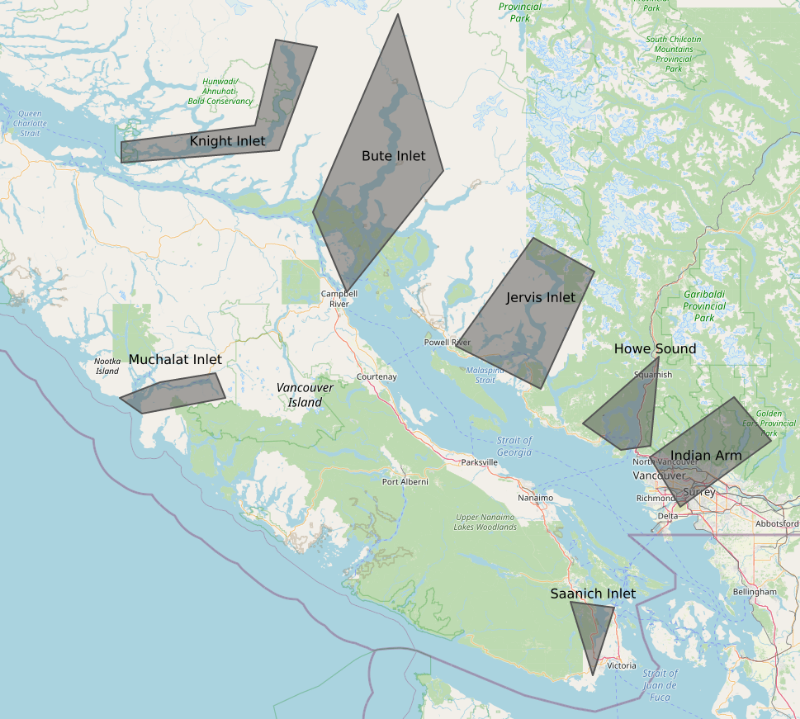 Provincial
Park
Provincial
Park
South Chilcotin
Mountains
Provincial
Park
Hunwadi/
Ahnuhati-
Bald Conservancy
Queen
Charlotte
Strait
Knight Inlet
Bute Inlet
Campbell
River
Jervis Inlet
Garibaldi
Provincial
Park
Powell River
Howe Sound
Muchalat Inlet
Nootka
Island
Malaspina
Strait
Squamish
Courtenay
Vancouver
Island
Golden
Ears Provincial
Park
Strait of
Georgia
Indian Arm
North Vancouver
Vancouver
Parksville
Port Alberni
Surrey
Richmond
Nanaimo
Delta
Abbotsford
Upper Nanaimo
Lakes Woodlands
Saanich Inlet
Bellingham
Victoria
Strait of
Juan de
Fuca